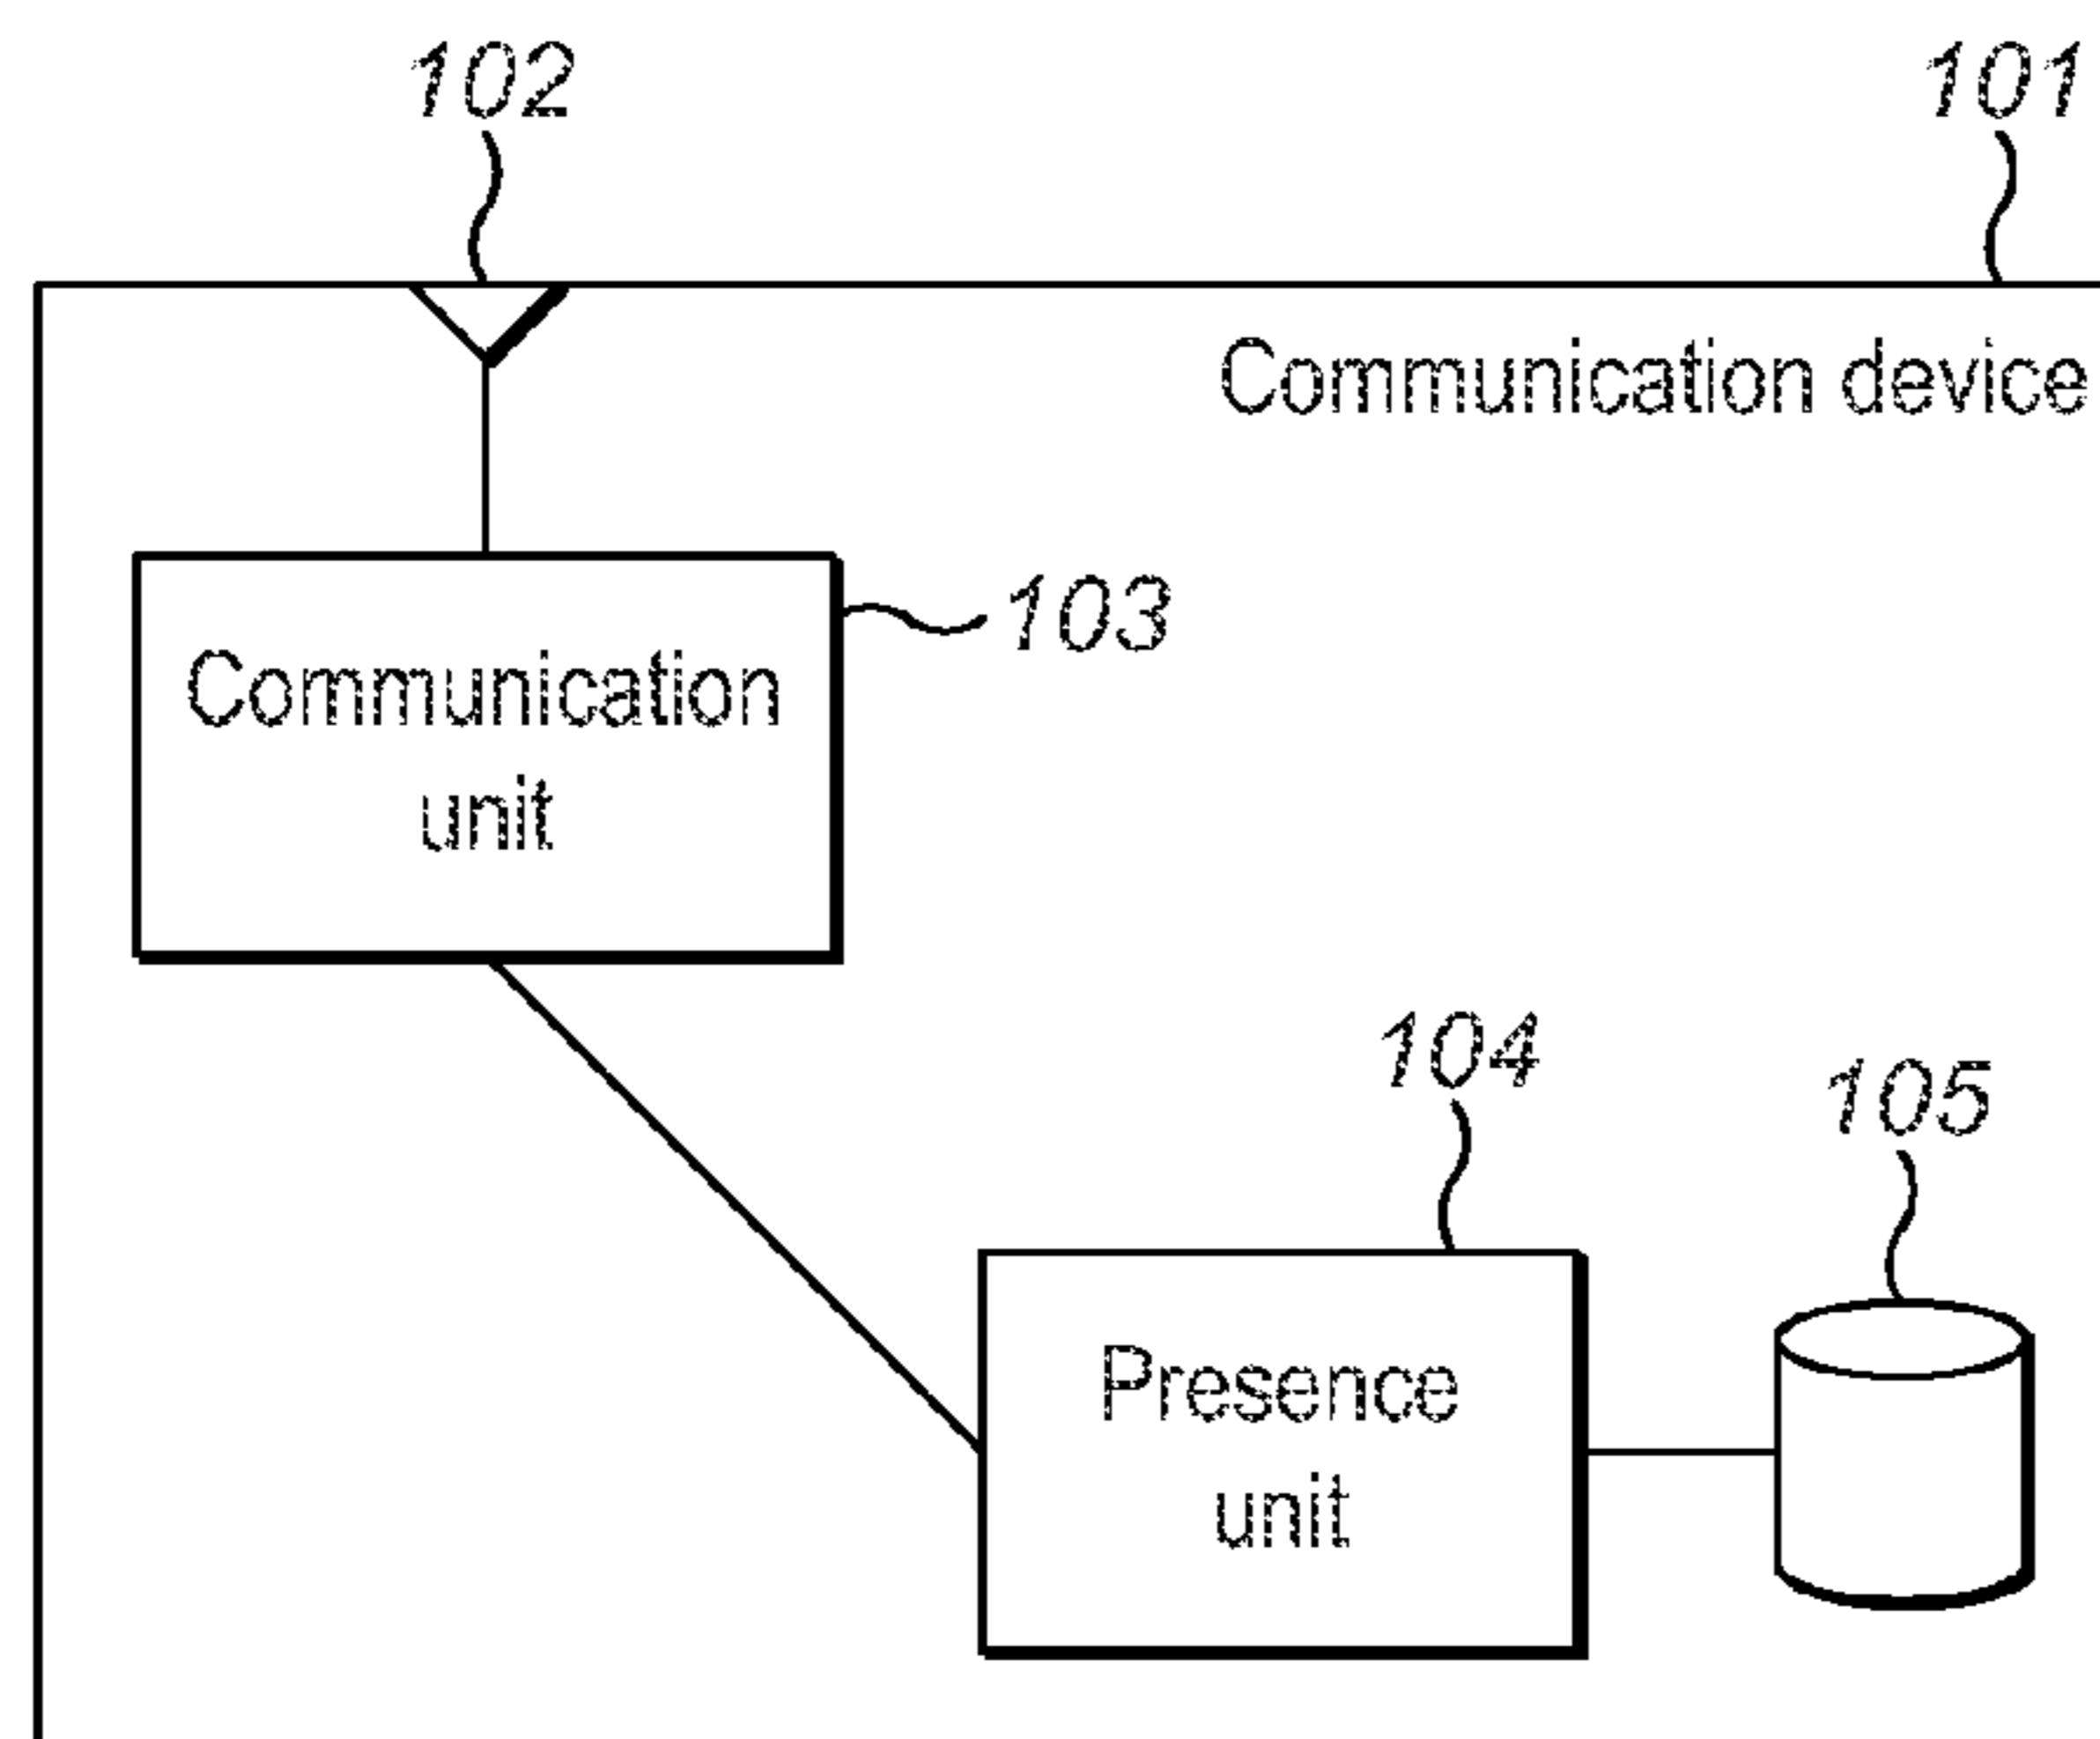 102
101
Communication device
103
Communication
unit
104
105
Presence
unit